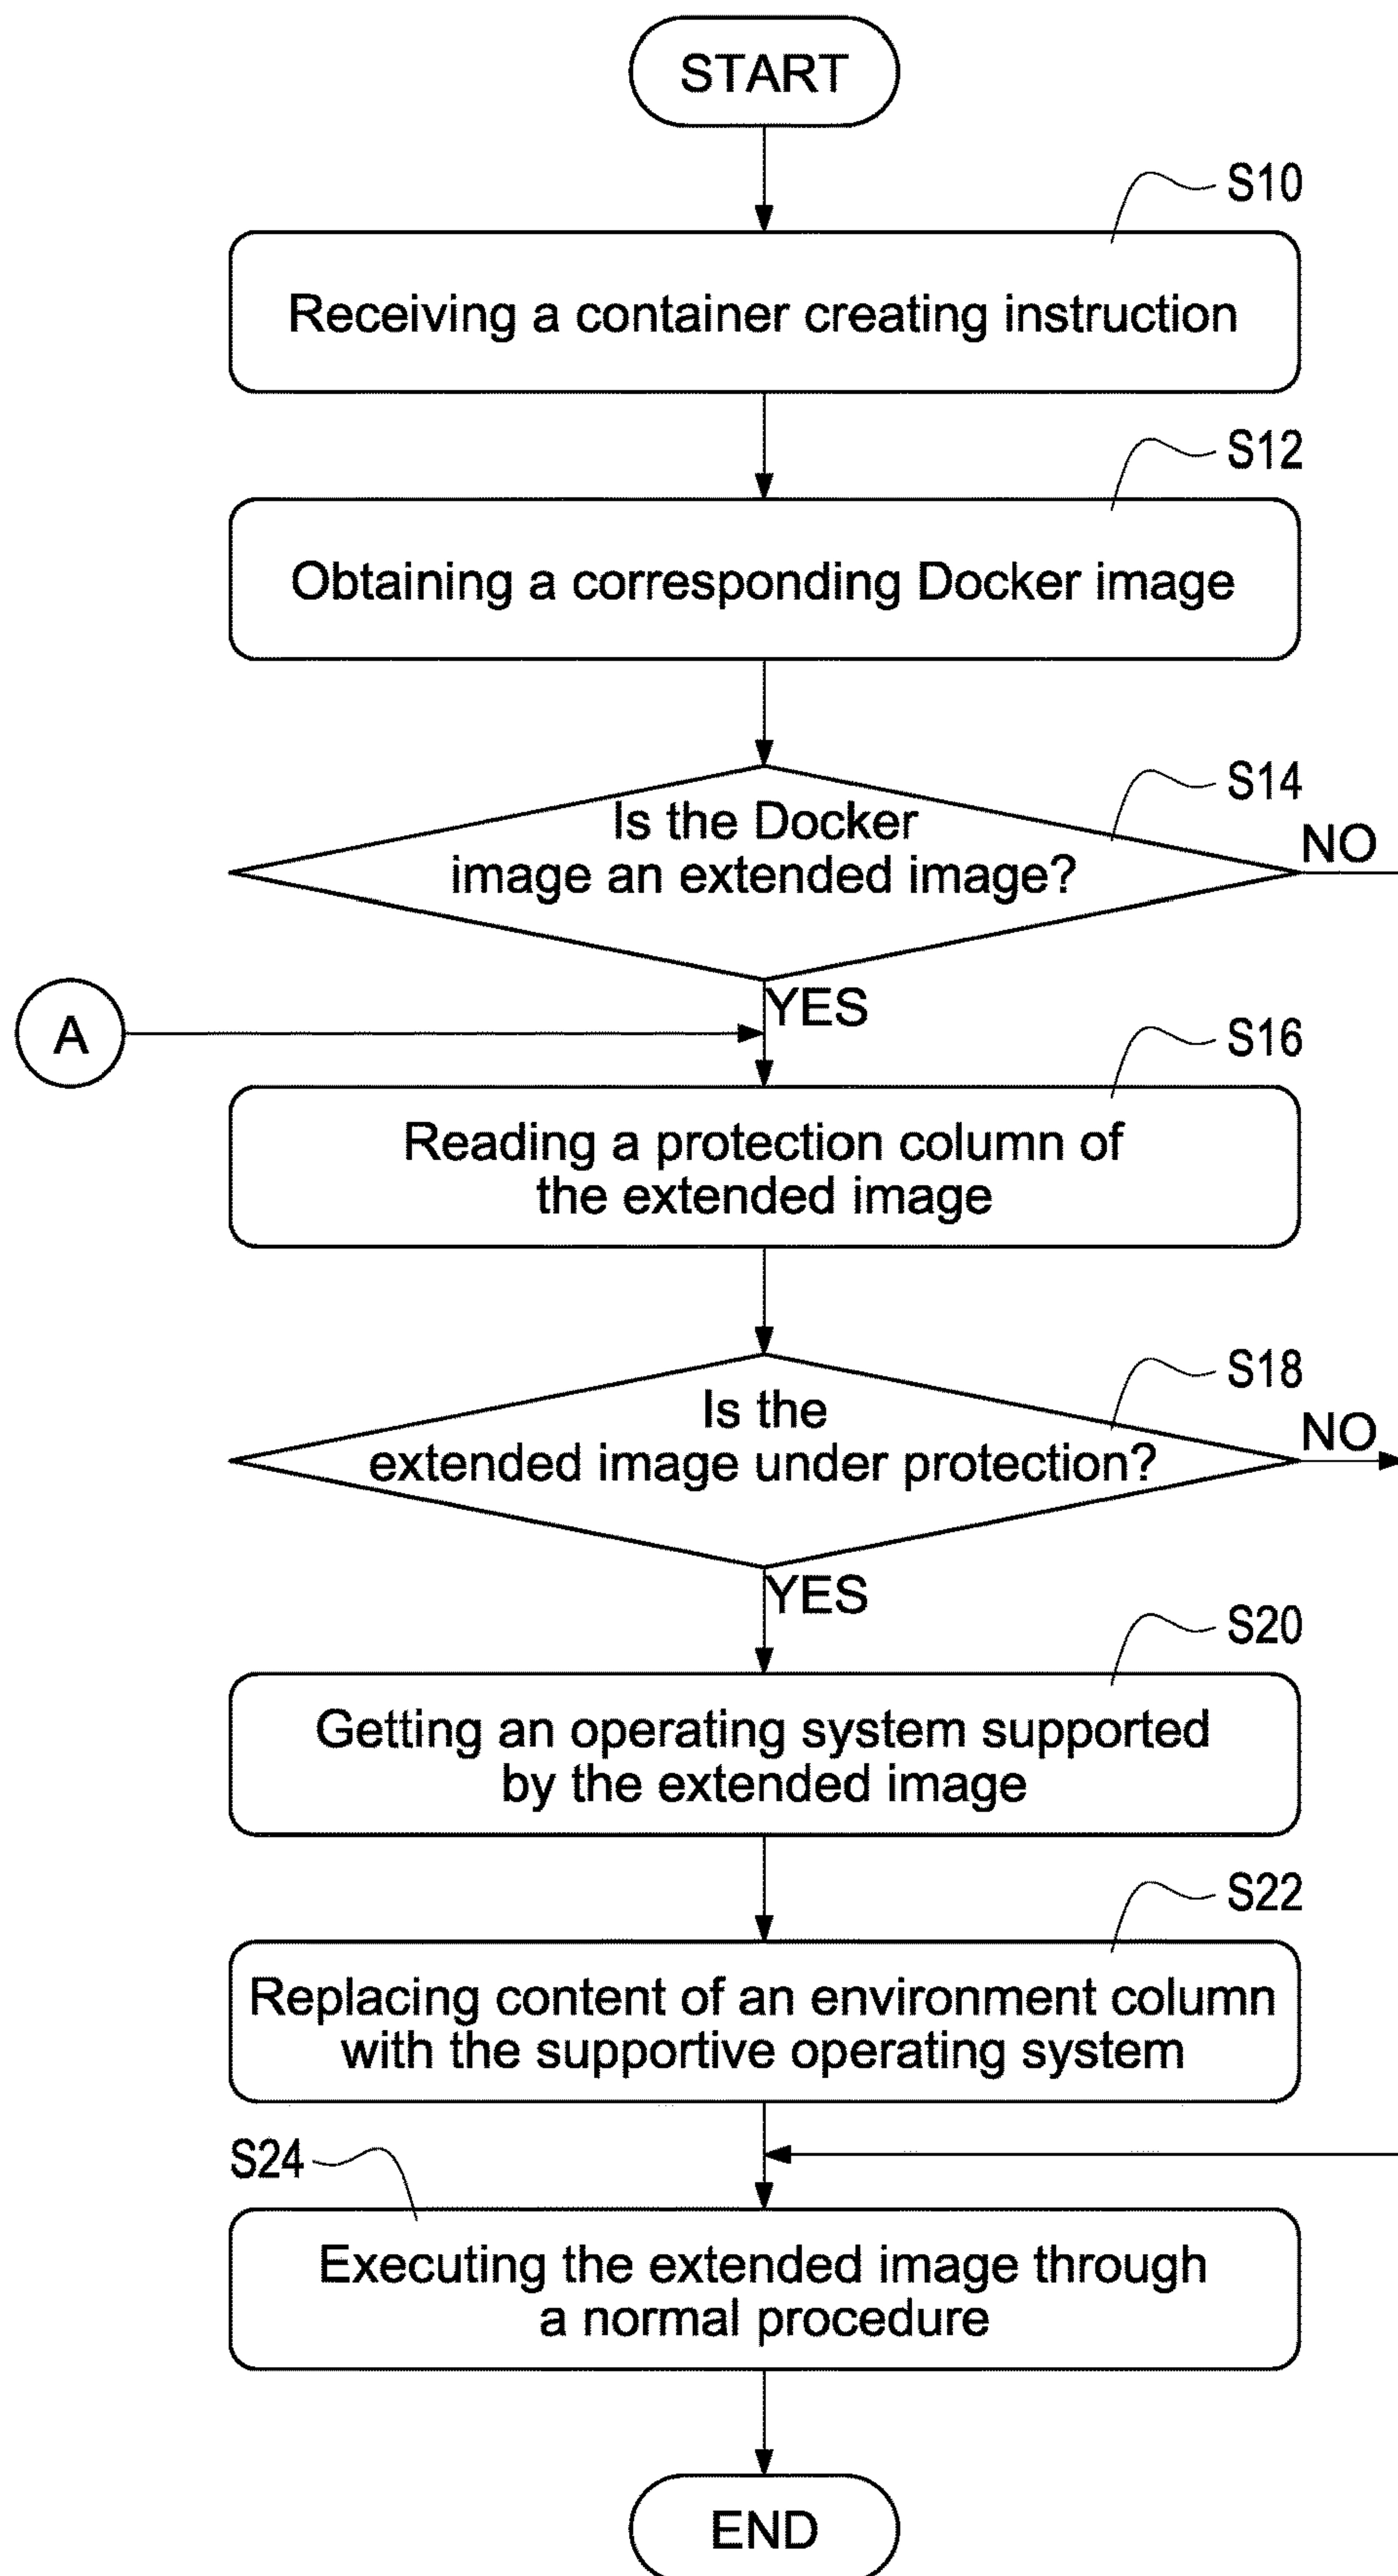 START
S10
Receiving a container creating instruction
S12
Obtaining a corresponding Docker image
S14
Is the Docker
image an extended image?
NO
YES
A
S16
Reading a protection column of
the extended image
S18
Is the
extended image under protection?
NO
YES
S20
Getting an operating system supported
by the extended image
S22
Replacing content of an environment column
with the supportive operating system
S24
Executing the extended image through
a normal procedure
END